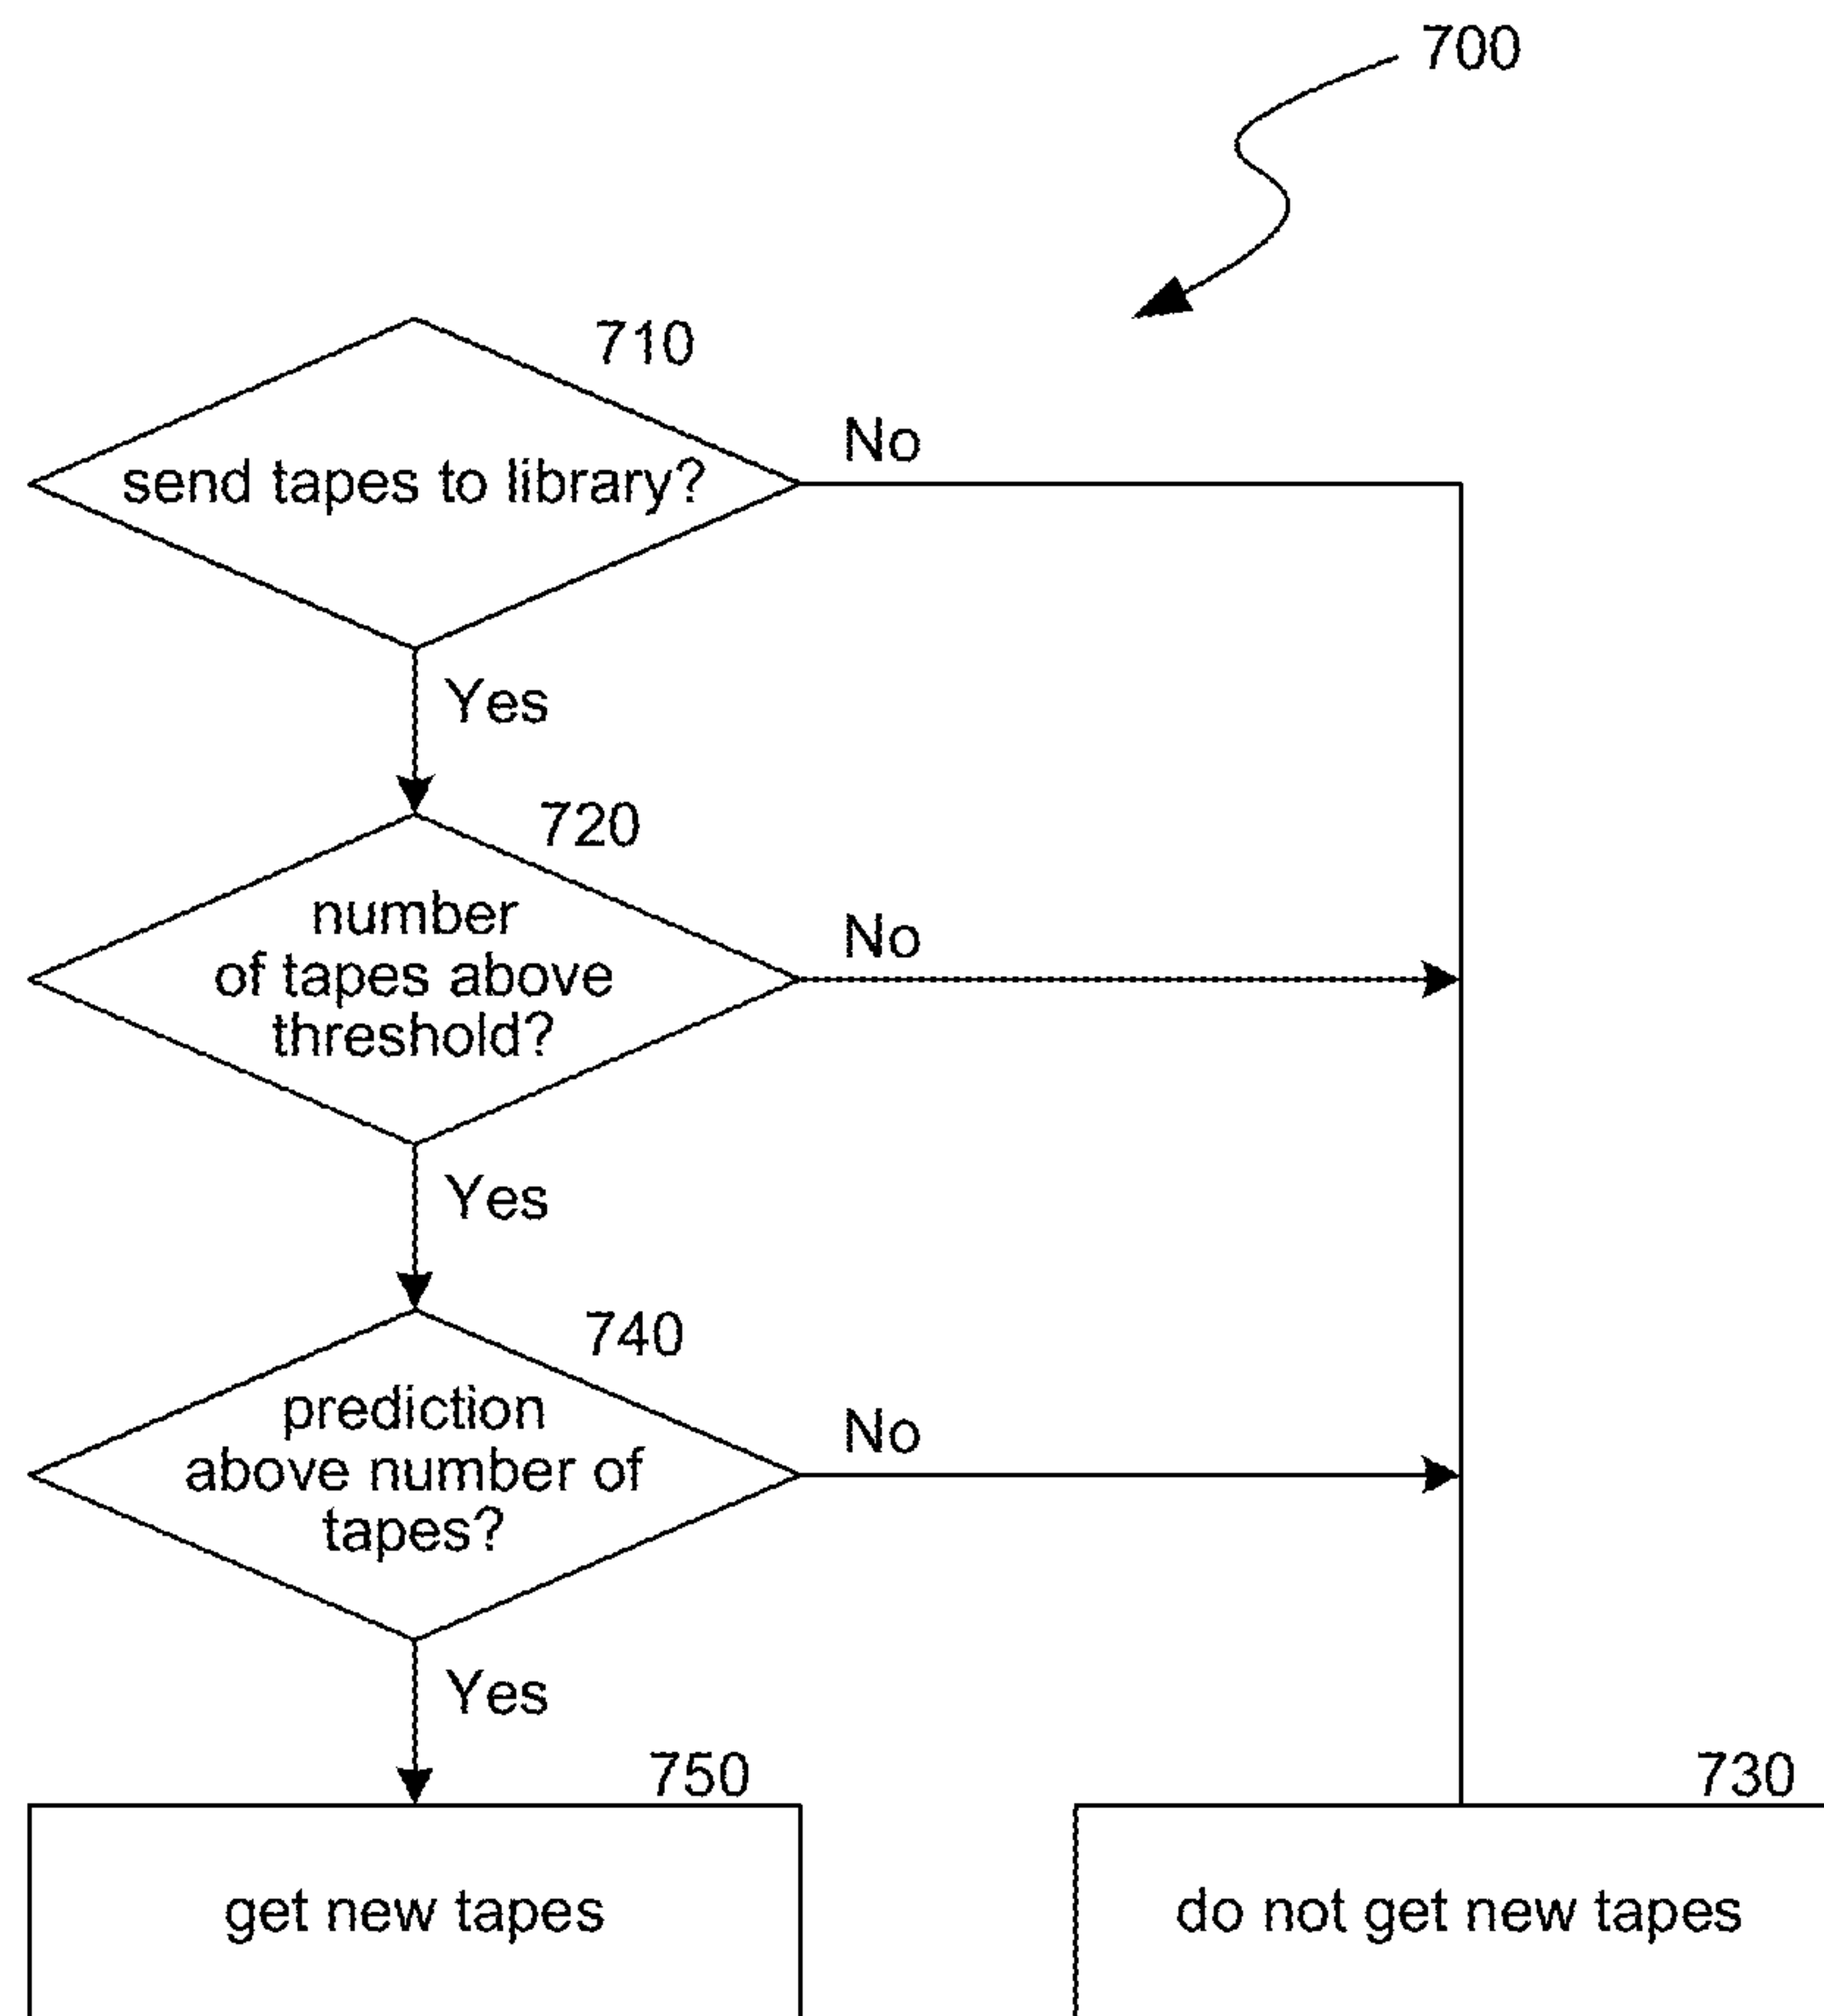 700
710
send tapes to library?
No
Yes
720
number
of tapes above
threshold?
No
Yes
740
prediction
above number of
tapes?
No
Yes
750
get new tapes
730
do not get new tapes